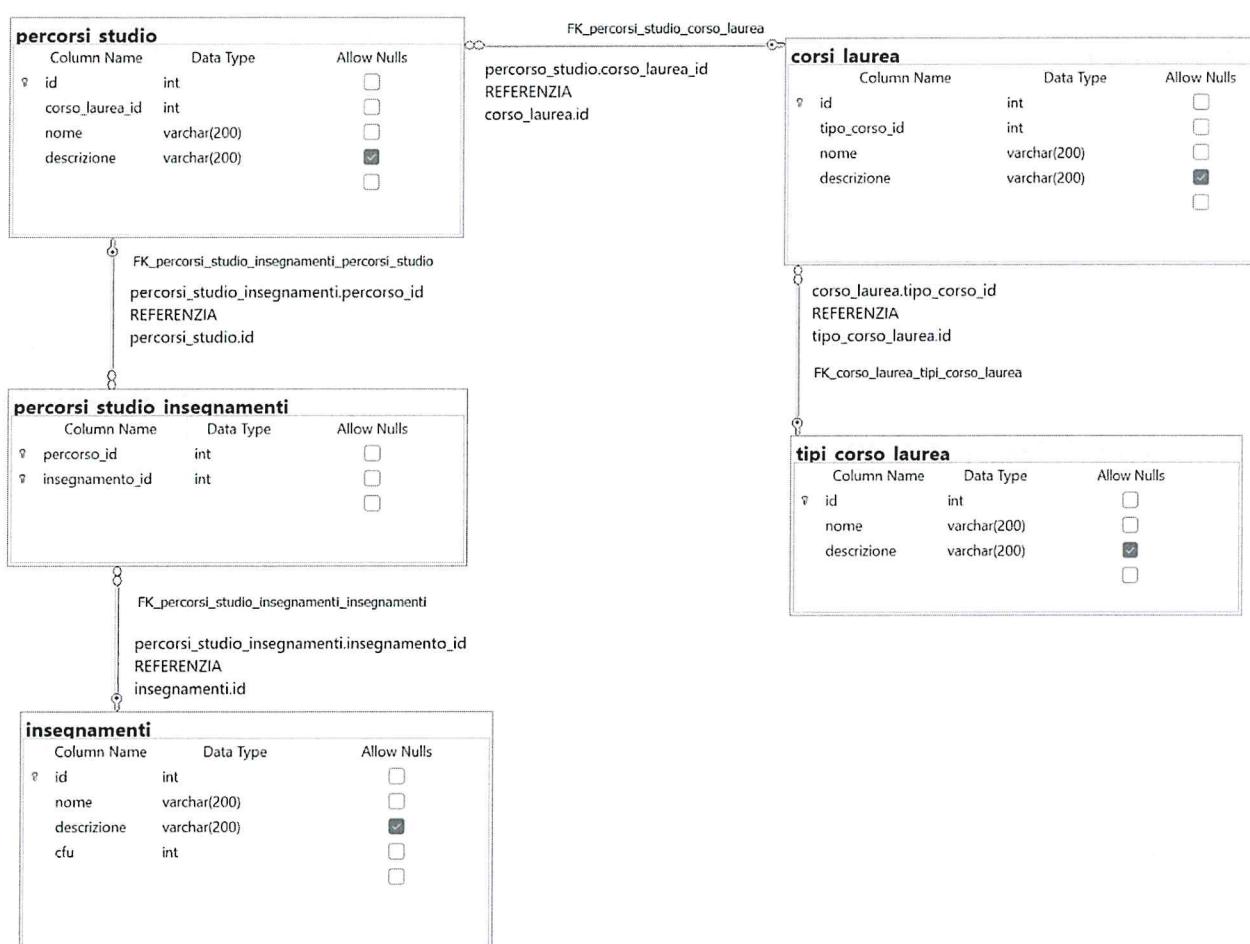 percorsi studio
Column Name Data Type Allow Nulls
id int
corso_laurea_id int
nome varchar(200)
descrizione varchar(200)
FK_percorsi_studio_corso_laurea
percorso_studio.corso_laurea_id
REFERENZIA
corso_laurea.id
corsi laurea
Column Name Data Type Allow Nulls
id int
tipo_corso_id int
nome varchar(200)
descrizione varchar(200)
FK_percorsi_studio_insegnamenti_percorsi_studio
percorsi_studio_insegnamenti.percorso_id
REFERENZIA
percorsi_studio.id
corso_laurea.tipo_corso_id
REFERENZIA
tipo_corso_laurea.id
FK_corso_laurea_tipi_corso_laurea
percorsi studio insegnamenti
Column Name Data Type Allow Nulls
percorso_id int
insegnamento_id int
tipi corso laurea
Column Name Data Type Allow Nulls
id int
nome varchar(200)
descrizione varchar(200)
FK_percorsi_studio_insegnamenti_insegnamenti
percorsi_studio_insegnamenti.insegnamento_id
REFERENZIA
insegnamenti.id
insegnamenti
Column Name Data Type Allow Nulls
id int
nome varchar(200)
descrizione varchar(200)
cfu int